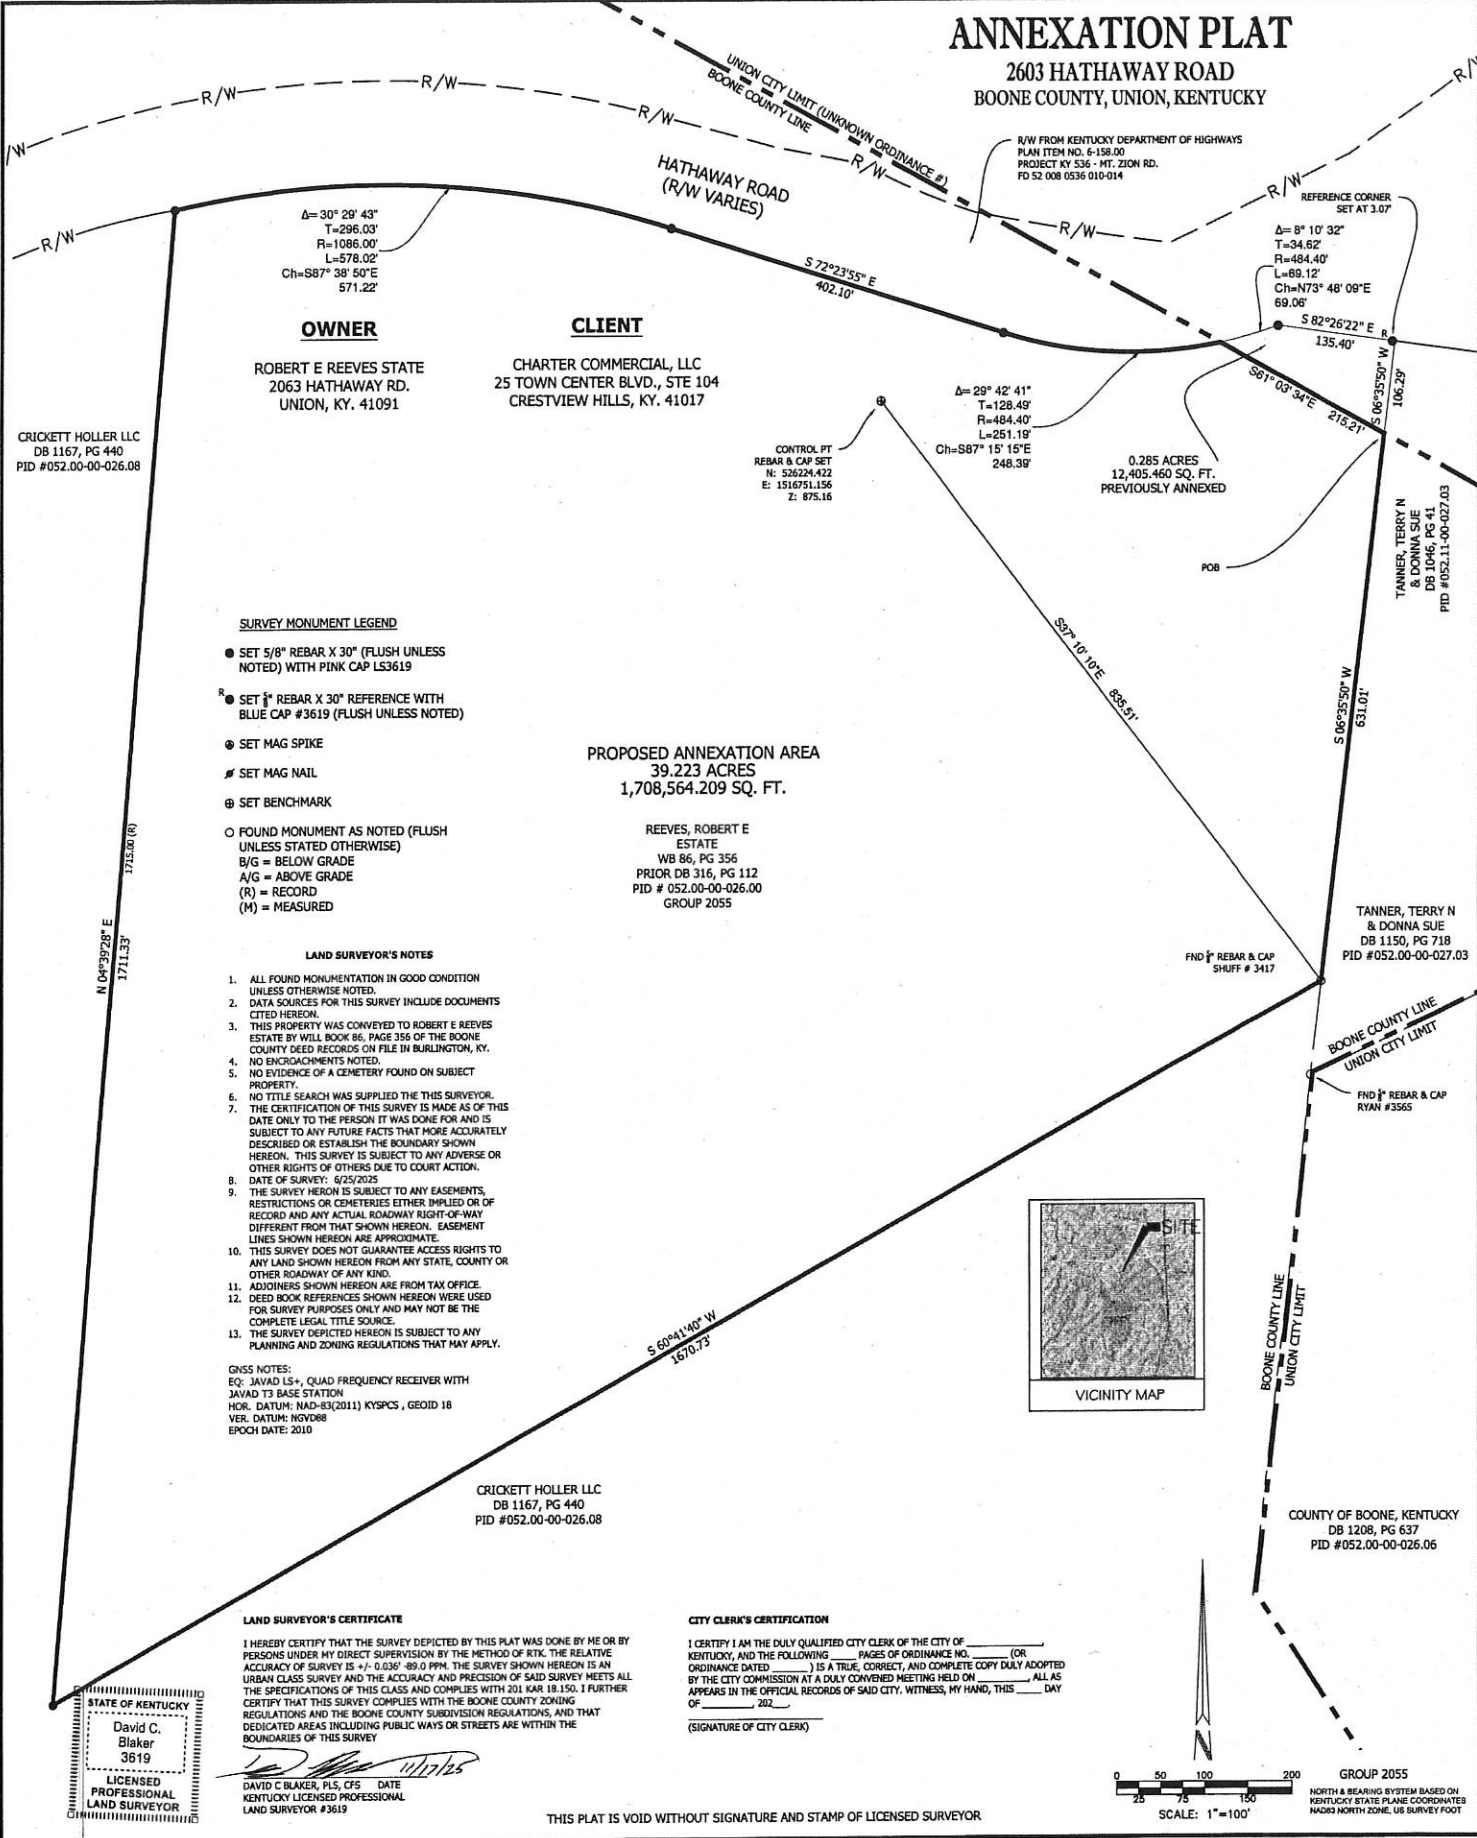 ANNEXATION PLAT
2603 HATHAWAY ROAD
BOONE COUNTY, UNION, KENTUCKY
UNION CITY LIMIT (UNKNOWN ORDINANCE #)
BOONE COUNTY LINE
R/W
R/W
R/W
R/W
R/W
R/W
R/W
R/W
R/W
HATHAWAY ROAD
(R/W VARIES)
R/W FROM KENTUCKY DEPARTMENT OF HIGHWAYS
PLAN ITEM NO. 6-158.00
PROJECT KY 536 - MT. ZION RD.
FD 52 008 0536 010-014
REFERENCE CORNER
SET AT 3.07'
Δ= 30° 29' 43"
T=296.03'
R=1086.00'
L=578.02'
Ch=S87° 38' 50"E
571.22'
S 72°23'55" E
402.10'
Δ= 8° 10' 32"
T=34.62'
R=484.40'
L=69.12'
Ch=N73° 48' 09"E
69.06'
S 82°26'22" E
135.40'
R
S 06°35'50" W
106.29'
S61° 03' 34"E 215.21'
OWNER
ROBERT E REEVES STATE
2063 HATHAWAY RD.
UNION, KY. 41091
CLIENT
CHARTER COMMERCIAL, LLC
25 TOWN CENTER BLVD., STE 104
CRESTVIEW HILLS, KY. 41017
Δ= 29° 42' 41"
T=128.49'
R=484.40'
L=251.19'
Ch=S87° 15' 15"E
248.39'
CRICKETT HOLLER LLC
DB 1167, PG 440
PID #052.00-00-026.08
CONTROL PT
REBAR & CAP SET
N: 526224.422
E: 1516751.156
Z: 875.16
0.285 ACRES
12,405.460 SQ. FT.
PREVIOUSLY ANNEXED
TANNER, TERRY N
& DONNA SUE
DB 1046, PG 41
PID #052.11-00-027.03
POB
S37° 10' 10"E 835.51'
S 06°35'50" W
631.01'
SURVEY MONUMENT LEGEND
SET 5/8" REBAR X 30" (FLUSH UNLESS
NOTED) WITH PINK CAP LS3619
R SET 5/8" REBAR X 30" REFERENCE WITH
BLUE CAP #3619 (FLUSH UNLESS NOTED)
SET MAG SPIKE
SET MAG NAIL
SET BENCHMARK
FOUND MONUMENT AS NOTED (FLUSH
UNLESS STATED OTHERWISE)
B/G = BELOW GRADE
A/G = ABOVE GRADE
(R) = RECORD
(M) = MEASURED
PROPOSED ANNEXATION AREA
39.223 ACRES
1,708,564.209 SQ. FT.
REEVES, ROBERT E
ESTATE
WB 86, PG 356
PRIOR DB 316, PG 112
PID # 052.00-00-026.00
GROUP 2055
N 04°39'28" E
1711.33'
1715.00 (R)
TANNER, TERRY N
& DONNA SUE
DB 1150, PG 718
PID #052.00-00-027.03
FND 5/8" REBAR & CAP
SHUFF # 3417
BOONE COUNTY LINE
UNION CITY LIMIT
FND 5/8" REBAR & CAP
RYAN #3565
LAND SURVEYOR'S NOTES
1. ALL FOUND MONUMENTATION IN GOOD CONDITION
UNLESS OTHERWISE NOTED.
2. DATA SOURCES FOR THIS SURVEY INCLUDE DOCUMENTS
CITED HEREON.
3. THIS PROPERTY WAS CONVEYED TO ROBERT E REEVES
ESTATE BY WILL BOOK 86, PAGE 356 OF THE BOONE
COUNTY DEED RECORDS ON FILE IN BURLINGTON, KY.
4. NO ENCROACHMENTS NOTED.
5. NO EVIDENCE OF A CEMETERY FOUND ON SUBJECT
PROPERTY.
6. NO TITLE SEARCH WAS SUPPLIED THE THIS SURVEYOR.
7. THE CERTIFICATION OF THIS SURVEY IS MADE AS OF THIS
DATE ONLY TO THE PERSON IT WAS DONE FOR AND IS
SUBJECT TO ANY FUTURE FACTS THAT MORE ACCURATELY
DESCRIBED OR ESTABLISH THE BOUNDARY SHOWN
HEREON. THIS SURVEY IS SUBJECT TO ANY ADVERSE OR
OTHER RIGHTS OF OTHERS DUE TO COURT ACTION.
8. DATE OF SURVEY: 6/25/2025
9. THE SURVEY HERON IS SUBJECT TO ANY EASEMENTS,
RESTRICTIONS OR CEMETERIES EITHER IMPLIED OR OF
RECORD AND ANY ACTUAL ROADWAY RIGHT-OF-WAY
DIFFERENT FROM THAT SHOWN HEREON. EASEMENT
LINES SHOWN HEREON ARE APPROXIMATE.
10. THIS SURVEY DOES NOT GUARANTEE ACCESS RIGHTS TO
ANY LAND SHOWN HEREON FROM ANY STATE, COUNTY OR
OTHER ROADWAY OF ANY KIND.
11. ADJOINERS SHOWN HEREON ARE FROM TAX OFFICE.
12. DEED BOOK REFERENCES SHOWN HEREON WERE USED
FOR SURVEY PURPOSES ONLY AND MAY NOT BE THE
COMPLETE LEGAL TITLE SOURCE.
13. THE SURVEY DEPICTED HEREON IS SUBJECT TO ANY
PLANNING AND ZONING REGULATIONS THAT MAY APPLY.
GNSS NOTES:
EQ: JAVAD LS+, QUAD FREQUENCY RECEIVER WITH
JAVAD T3 BASE STATION
HOR. DATUM: NAD-83(2011) KYSPCS , GEOID 18
VER. DATUM: NGVD88
EPOCH DATE: 2010
S 60°41'40" W
1670.73'
SITE
VICINITY MAP
BOONE COUNTY LINE
UNION CITY LIMIT
CRICKETT HOLLER LLC
DB 1167, PG 440
PID #052.00-00-026.08
COUNTY OF BOONE, KENTUCKY
DB 1208, PG 637
PID #052.00-00-026.06
LAND SURVEYOR'S CERTIFICATE
I HEREBY CERTIFY THAT THE SURVEY DEPICTED BY THIS PLAT WAS DONE BY ME OR BY
PERSONS UNDER MY DIRECT SUPERVISION BY THE METHOD OF RTK. THE RELATIVE
ACCURACY OF SURVEY IS +/- 0.036' -89.0 PPM. THE SURVEY SHOWN HEREON IS AN
URBAN CLASS SURVEY AND THE ACCURACY AND PRECISION OF SAID SURVEY MEETS ALL
THE SPECIFICATIONS OF THIS CLASS AND COMPLIES WITH 201 KAR 18.150. I FURTHER
CERTIFY THAT THIS SURVEY COMPLIES WITH THE BOONE COUNTY ZONING
REGULATIONS AND THE BOONE COUNTY SUBDIVISION REGULATIONS, AND THAT
DEDICATED AREAS INCLUDING PUBLIC WAYS OR STREETS ARE WITHIN THE
BOUNDARIES OF THIS SURVEY
11/17/25
DAVID C BLAKER, PLS, CFS DATE
KENTUCKY LICENSED PROFESSIONAL
LAND SURVEYOR #3619
STATE OF KENTUCKY
David C.
Blaker
3619
LICENSED
PROFESSIONAL
LAND SURVEYOR
CITY CLERK'S CERTIFICATION
I CERTIFY I AM THE DULY QUALIFIED CITY CLERK OF THE CITY OF ____________,
KENTUCKY, AND THE FOLLOWING ____ PAGES OF ORDINANCE NO. ______ (OR
ORDINANCE DATED ______) IS A TRUE, CORRECT, AND COMPLETE COPY DULY ADOPTED
BY THE CITY COMMISSION AT A DULY CONVENED MEETING HELD ON ________, ALL AS
APPEARS IN THE OFFICIAL RECORDS OF SAID CITY. WITNESS, MY HAND, THIS ____ DAY
OF ________, 202__.
(SIGNATURE OF CITY CLERK)
N
0 50 100 200
25 75 150
SCALE: 1"=100'
GROUP 2055
NORTH & BEARING SYSTEM BASED ON
KENTUCKY STATE PLANE COORDINATES
NAD83 NORTH ZONE, US SURVEY FOOT
THIS PLAT IS VOID WITHOUT SIGNATURE AND STAMP OF LICENSED SURVEYOR